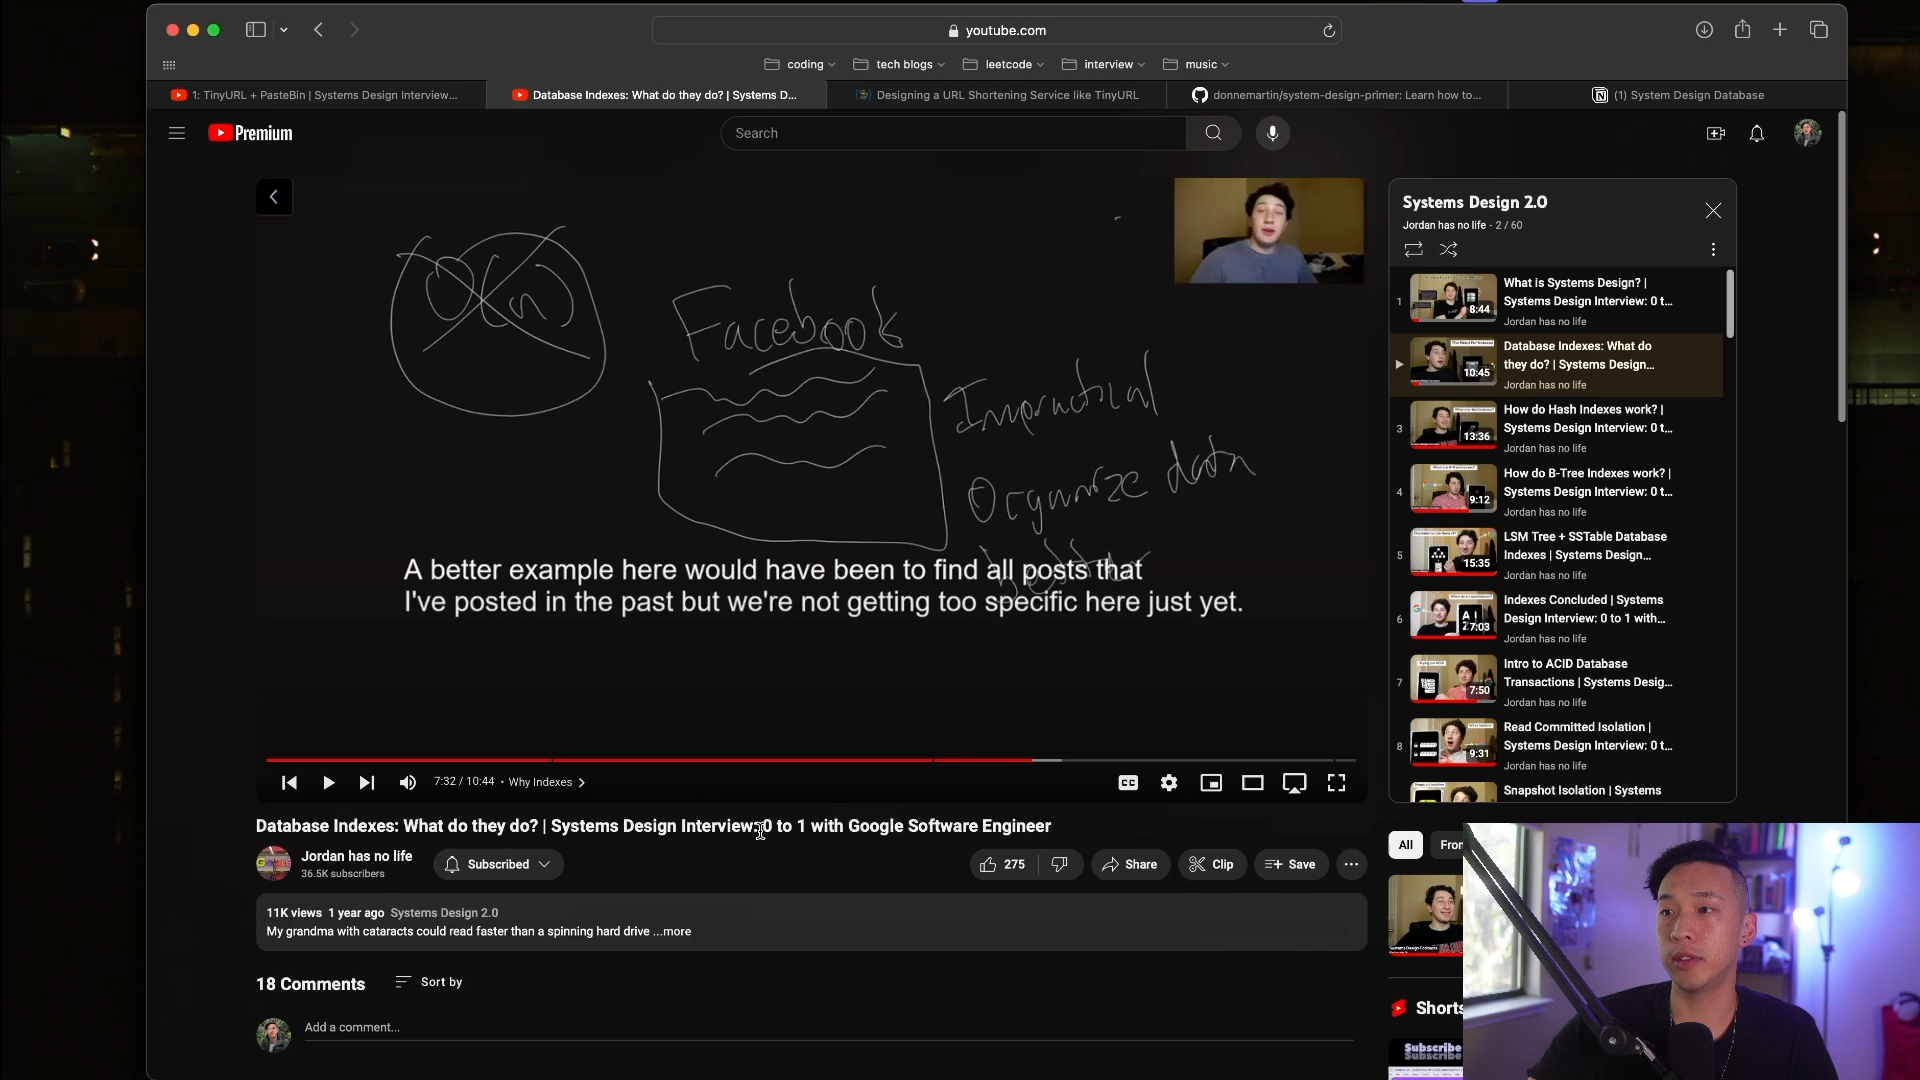 youtube.com
coding
tech blogs
leetcode
interview
music
1: TinyURL + PasteBin | Systems Design Interview...
Database Indexes: What do they do? | Systems D...
Designing a URL Shortening Service like TinyURL
donnemartin/system-design-primer: Learn how to...
(1) System Design Database
Premium
Search
O(n)
Facebook
Impractical
Organize data
better
A better example here would have been to find all posts that
I've posted in the past but we're not getting too specific here just yet.
7:32 / 10:44 • Why Indexes
CC
Database Indexes: What do they do? | Systems Design Interview: 0 to 1 with Google Software Engineer
Jordan has no life
36.5K subscribers
Subscribed
275
Share
Clip
Save
11K views 1 year ago Systems Design 2.0
My grandma with cataracts could read faster than a spinning hard drive ...more
18 Comments
Sort by
Add a comment...
Systems Design 2.0
Jordan has no life - 2 / 60
1
8:44
What is Systems Design? |
Systems Design Interview: 0 t...
Jordan has no life
10:45
Database Indexes: What do
they do? | Systems Design...
Jordan has no life
3
13:36
How do Hash Indexes work? |
Systems Design Interview: 0 t...
Jordan has no life
4
9:12
How do B-Tree Indexes work? |
Systems Design Interview: 0 t...
Jordan has no life
5
15:35
LSM Tree + SSTable Database
Indexes | Systems Design...
Jordan has no life
6
7:03
Indexes Concluded | Systems
Design Interview: 0 to 1 with...
Jordan has no life
7
7:50
Intro to ACID Database
Transactions | Systems Desig...
Jordan has no life
8
9:31
Read Committed Isolation |
Systems Design Interview: 0 t...
Jordan has no life
Snapshot Isolation | Systems
All
Fror
Shorts
Subscribe